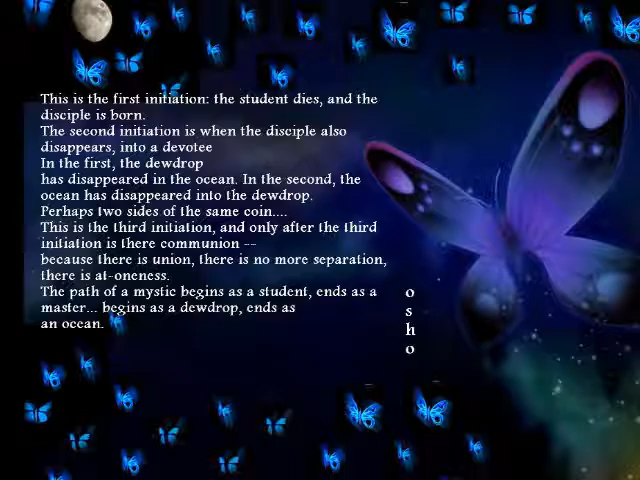 This is the first initiation: the student dies, and the
disciple is born.
The second initiation is when the disciple also
disappears, into a devotee
In the first, the dewdrop
has disappeared in the ocean. In the second, the
ocean has disappeared into the dewdrop.
Perhaps two sides of the same coin....
This is the third initiation, and only after the third
initiation is there communion --
because there is union, there is no more separation,
there is at-oneness.
The path of a mystic begins as a student, ends as a
master... begins as a dewdrop, ends as
an ocean.
o
s
h
o